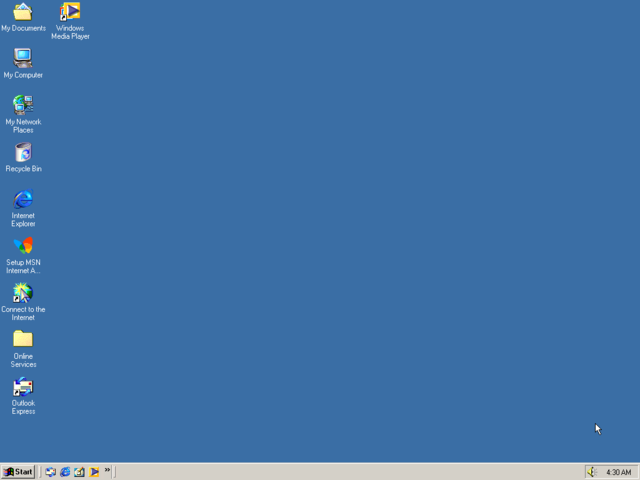 My Documents
Windows
Media Player
My Computer
My Network
Places
Recycle Bin
Internet
Explorer
Setup MSN
Internet A...
Connect to the
Internet
Online
Services
Outlook
Express
Start
»
4:30 AM